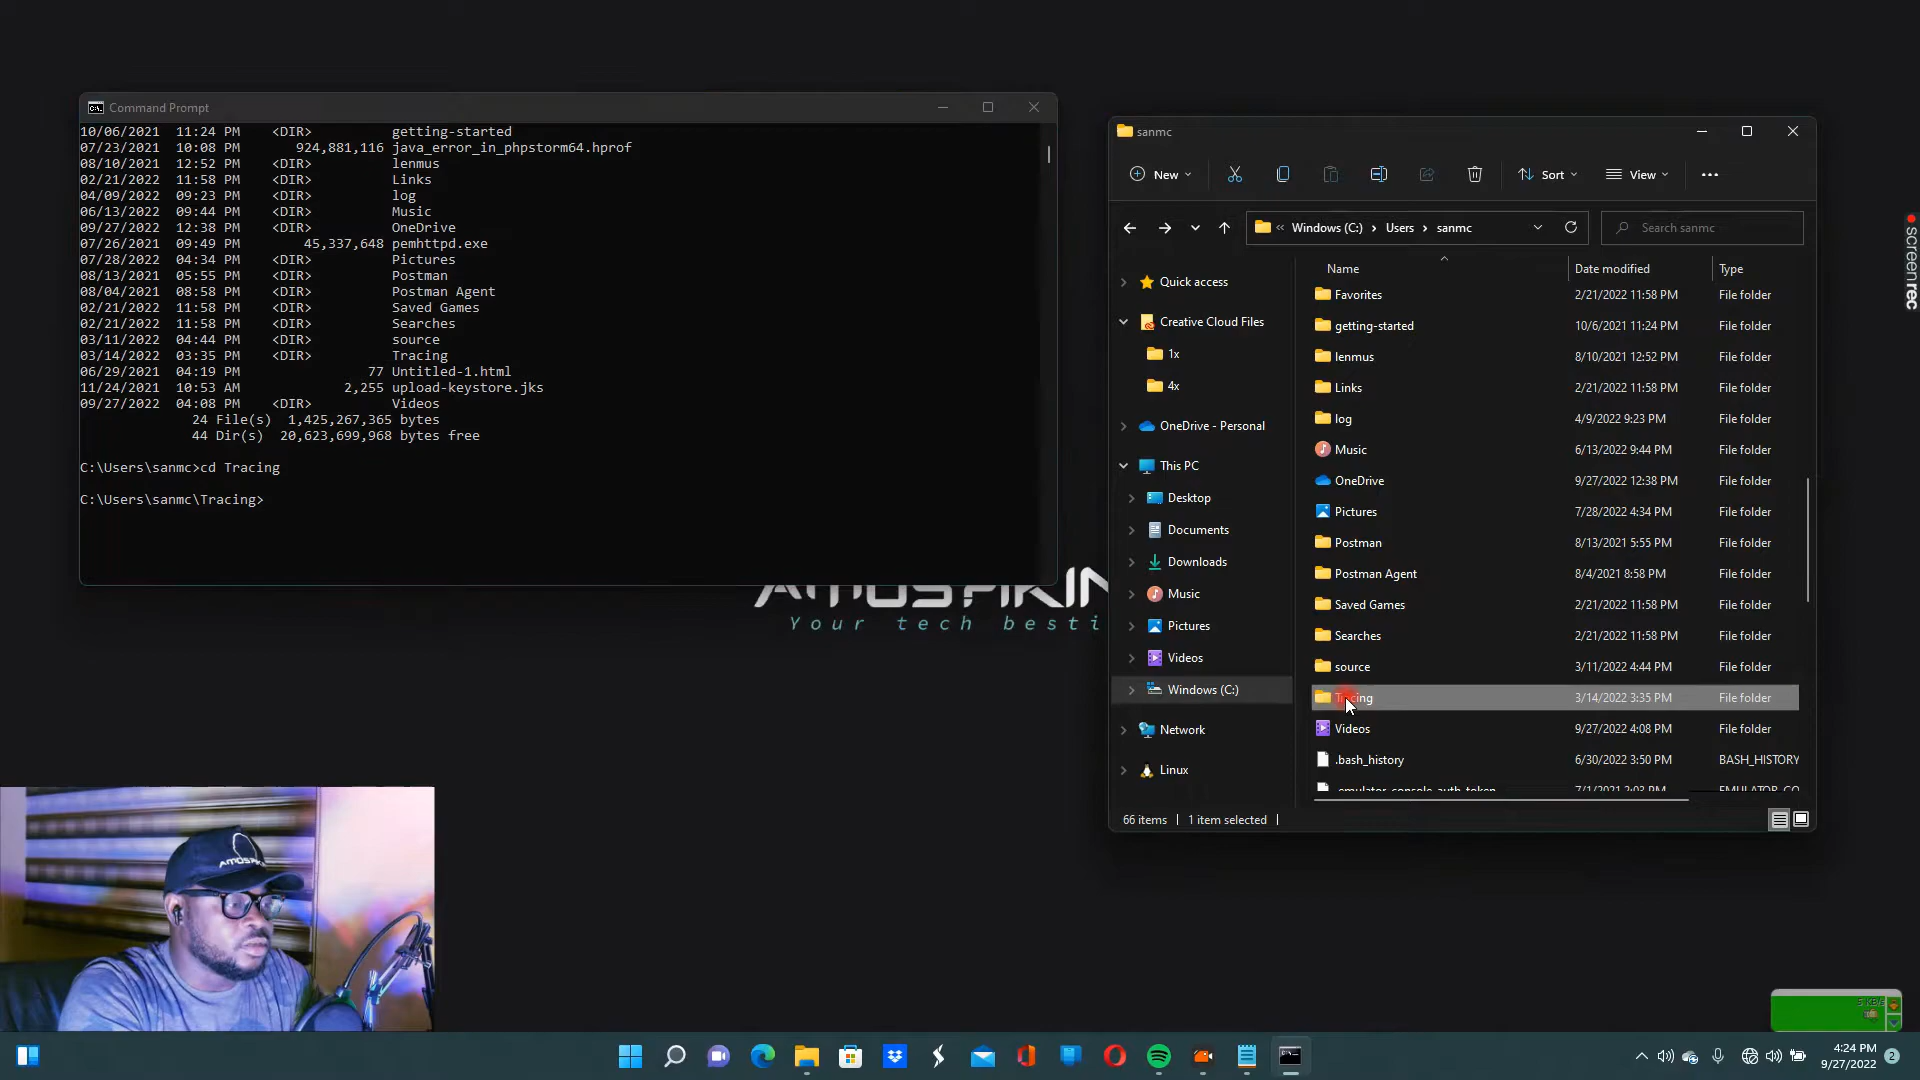 Command Prompt
10/06/2021 11:24 PM <DIR> getting-started
07/23/2021 10:08 PM 924,881,116 java_error_in_phpstorm64.hprof
08/10/2021 12:52 PM <DIR> lenmus
02/21/2022 11:58 PM <DIR> Links
04/09/2022 09:23 PM <DIR> log
06/13/2022 09:44 PM <DIR> Music
09/27/2022 12:38 PM <DIR> OneDrive
07/26/2021 09:49 PM 45,337,648 pemhttpd.exe
07/28/2022 04:34 PM <DIR> Pictures
08/13/2021 05:55 PM <DIR> Postman
08/04/2021 08:58 PM <DIR> Postman Agent
02/21/2022 11:58 PM <DIR> Saved Games
02/21/2022 11:58 PM <DIR> Searches
03/11/2022 04:44 PM <DIR> source
03/14/2022 03:35 PM <DIR> Tracing
06/29/2021 04:19 PM 77 Untitled-1.html
11/24/2021 10:53 AM 2,255 upload-keystore.jks
09/27/2022 04:08 PM <DIR> Videos
24 File(s) 1,425,267,365 bytes
44 Dir(s) 20,623,699,968 bytes free
C:\Users\sanmc>cd Tracing
C:\Users\sanmc\Tracing>
Your tech besti
sanmc
New Sort View
« Windows (C:) Users sanmc Search sanmc
Quick access
Creative Cloud Files
1x
4x
OneDrive - Personal
This PC
Desktop
Documents
Downloads
Music
Pictures
Videos
Windows (C:)
Network
Linux
Name Date modified Type
Favorites 2/21/2022 11:58 PM File folder
getting-started 10/6/2021 11:24 PM File folder
lenmus 8/10/2021 12:52 PM File folder
Links 2/21/2022 11:58 PM File folder
log 4/9/2022 9:23 PM File folder
Music 6/13/2022 9:44 PM File folder
OneDrive 9/27/2022 12:38 PM File folder
Pictures 7/28/2022 4:34 PM File folder
Postman 8/13/2021 5:55 PM File folder
Postman Agent 8/4/2021 8:58 PM File folder
Saved Games 2/21/2022 11:58 PM File folder
Searches 2/21/2022 11:58 PM File folder
source 3/11/2022 4:44 PM File folder
Tracing 3/14/2022 3:35 PM File folder
Videos 9/27/2022 4:08 PM File folder
.bash_history 6/30/2022 3:50 PM BASH_HISTORY
66 items 1 item selected
screenrec
AMOSPIKIN
4:24 PM
9/27/2022
2